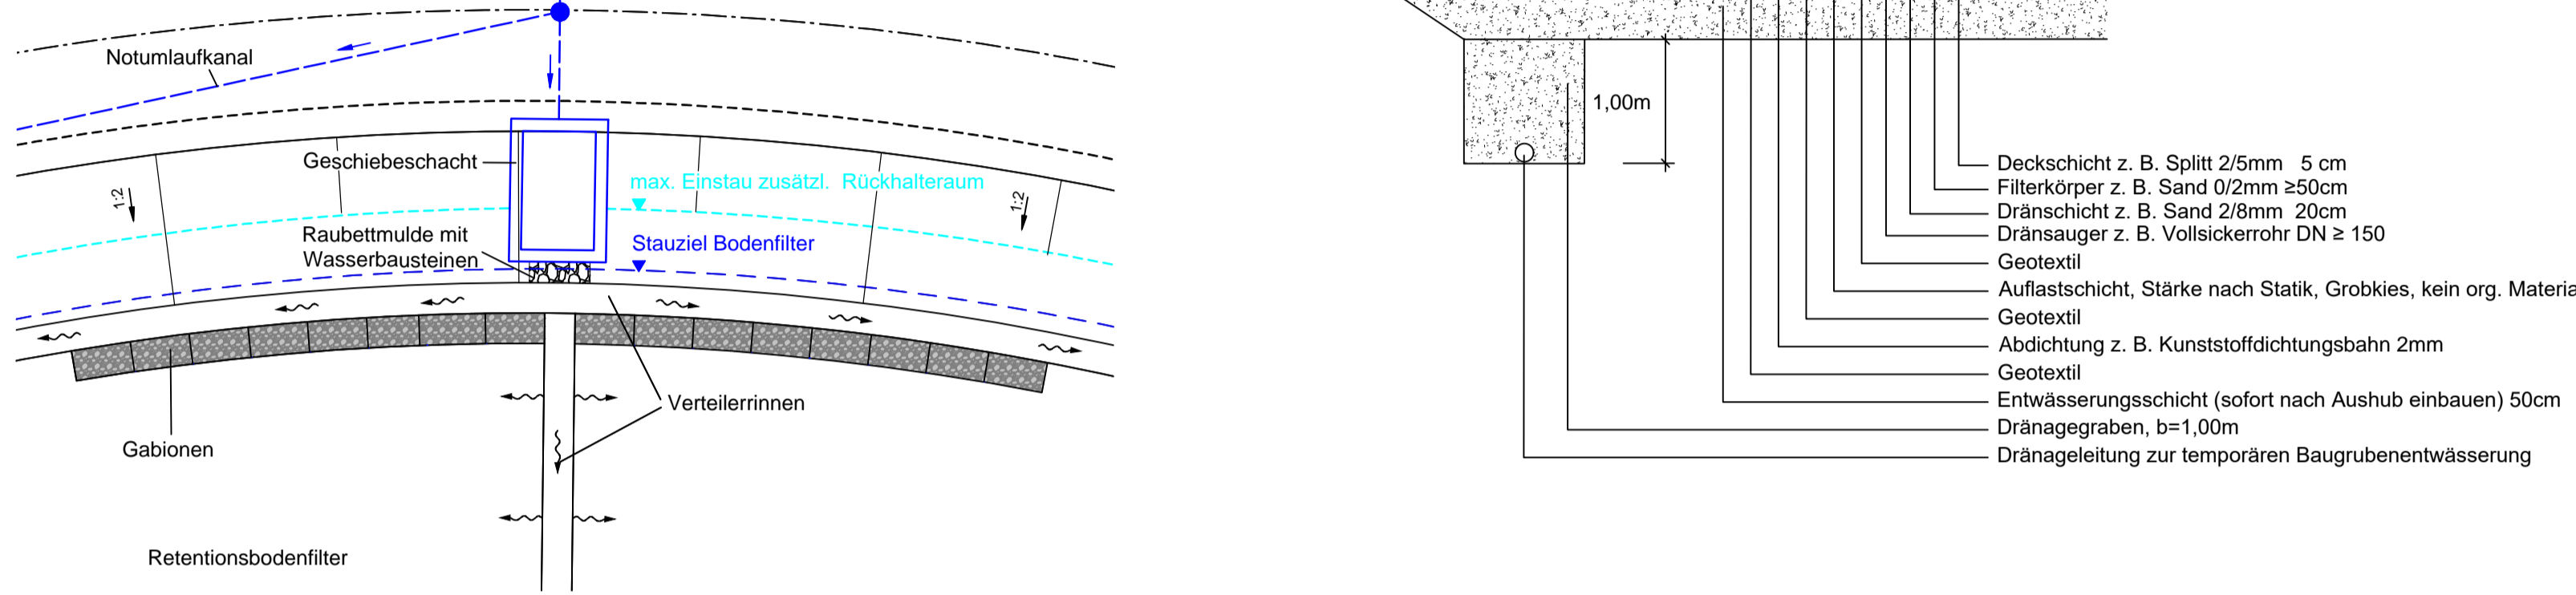 Notumlaufkanal
Geschiebeschacht
max. Einstau zusätzl. Rückhalteraum
1:2
1:2
Raubettmulde mit
Wasserbausteinen
Stauziel Bodenfilter
Verteilerrinnen
Gabionen
Retentionsbodenfilter
1,00m
Deckschicht z. B. Splitt 2/5mm 5 cm
Filterkörper z. B. Sand 0/2mm ≥50cm
Dränschicht z. B. Sand 2/8mm 20cm
Dränsauger z. B. Vollsickerrohr DN ≥ 150
Geotextil
Auflastschicht, Stärke nach Statik, Grobkies, kein org. Materia
Geotextil
Abdichtung z. B. Kunststoffdichtungsbahn 2mm
Geotextil
Entwässerungsschicht (sofort nach Aushub einbauen) 50cm
Dränagegraben, b=1,00m
Dränageleitung zur temporären Baugrubenentwässerung